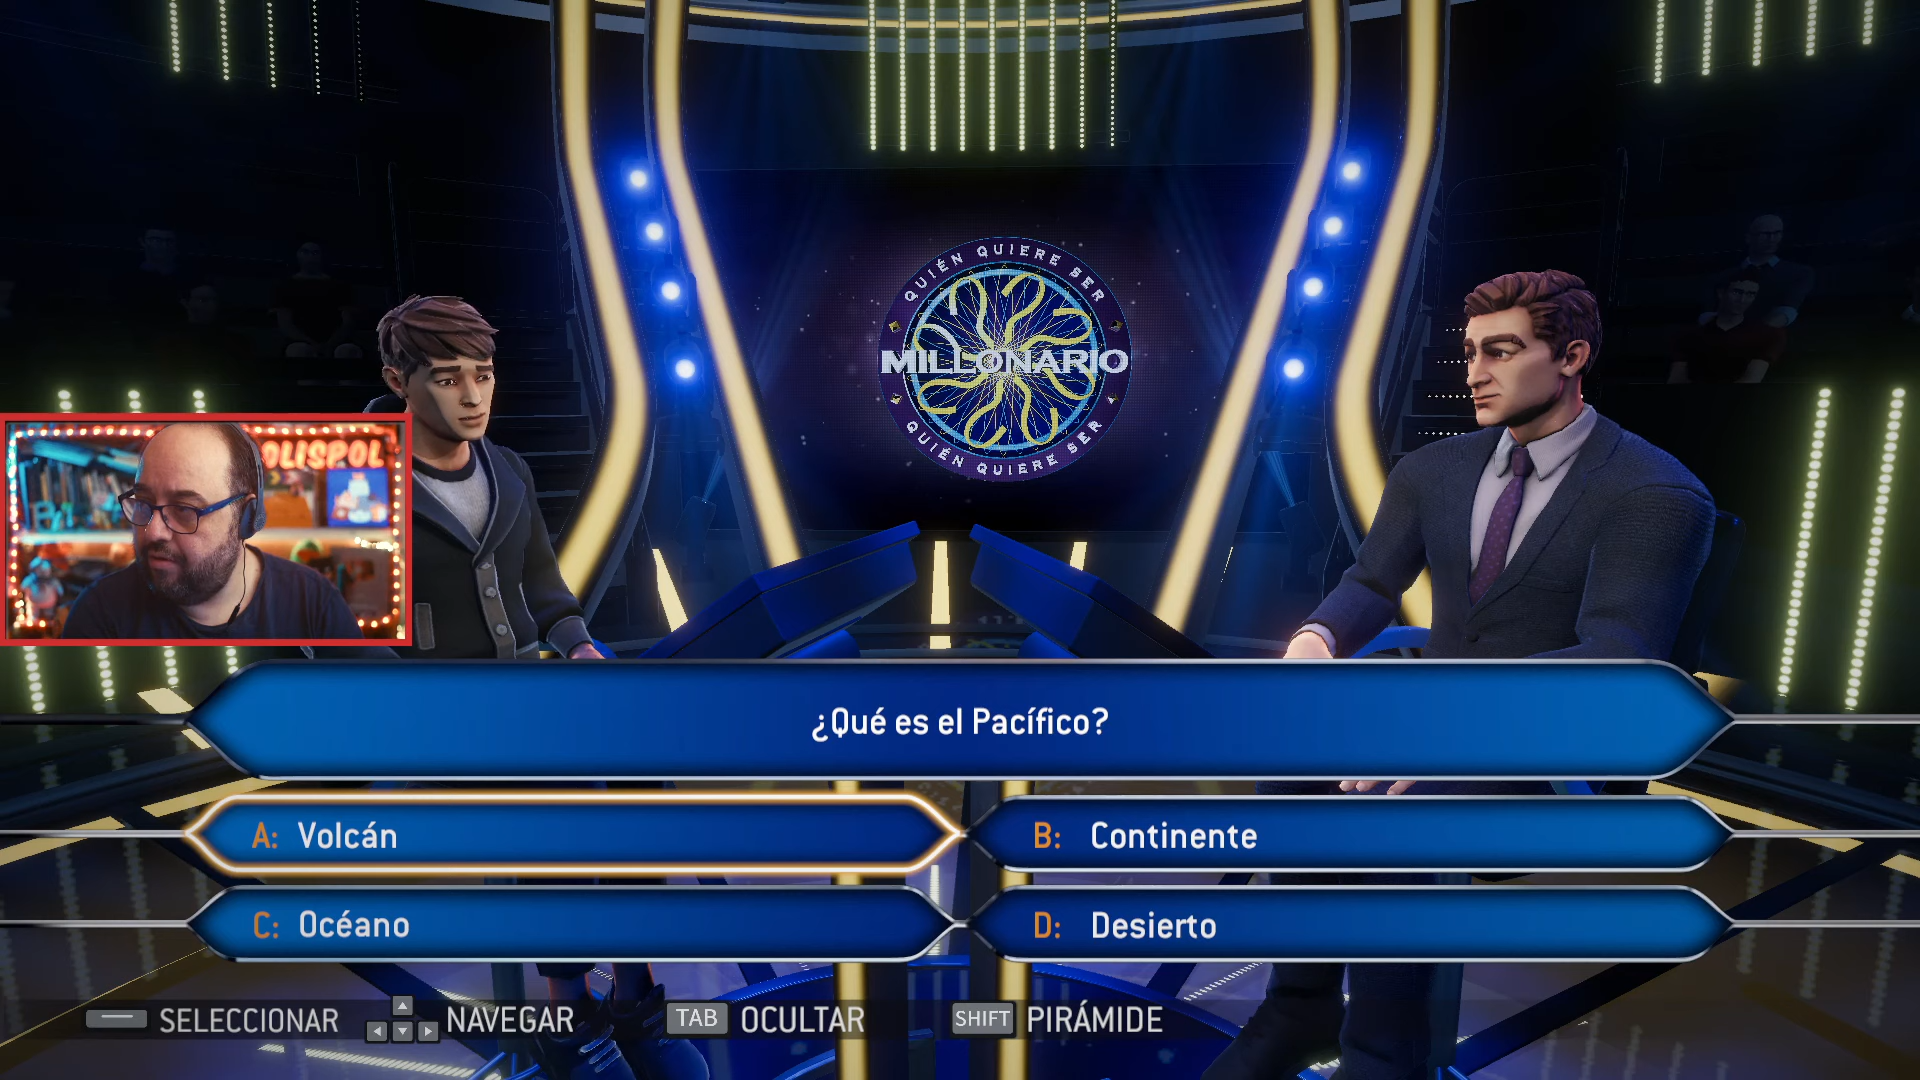 QUIÉN QUIERE SER
MILLONARIO
QUIÉN QUIERE SER
OLISPOL
¿Qué es el Pacífico?
A: Volcán
B: Continente
C: Océano
D: Desierto
SELECCIONAR
NAVEGAR
TAB OCULTAR
SHIFT PIRÁMIDE